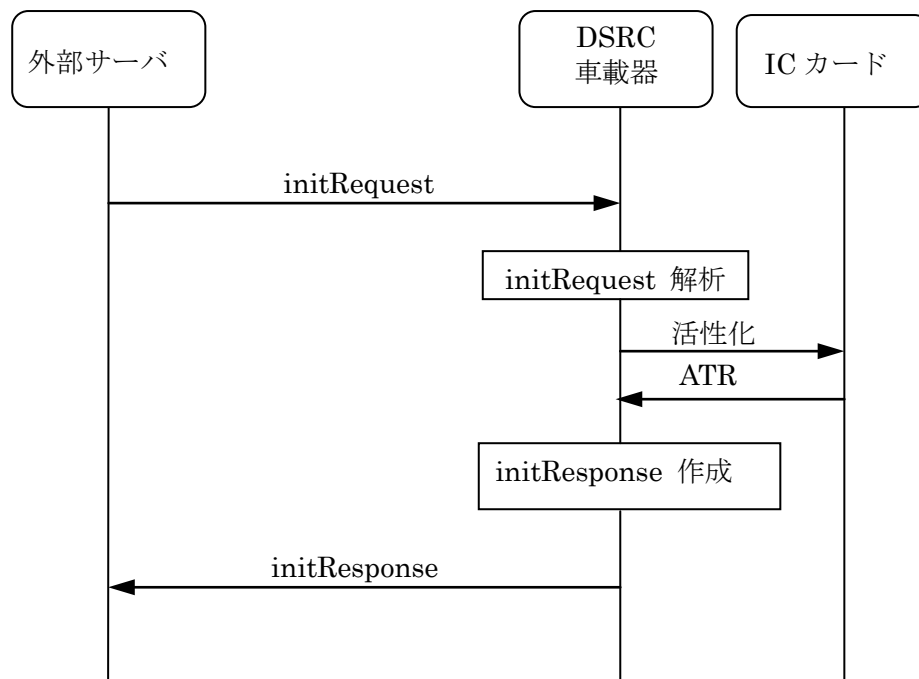 外部サーバ
DSRC
車載器
IC カード
initRequest
initRequest 解析
活性化
ATR
initResponse 作成
initResponse